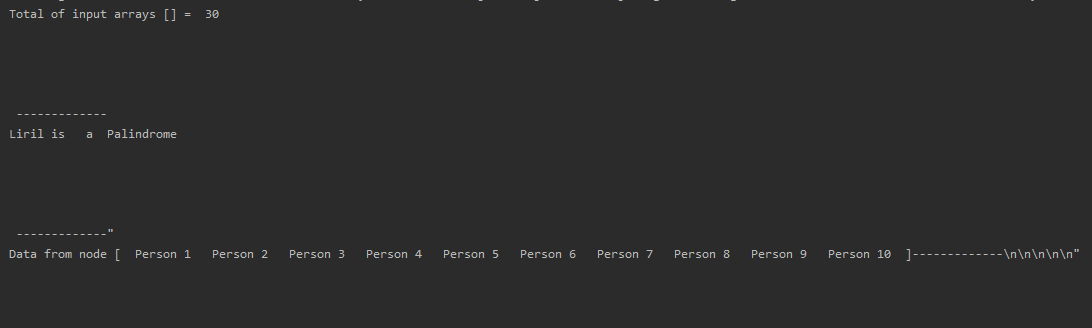 Total of input arrays [] =  30
-------------
Liril is   a  Palindrome
-------------"
Data from node [  Person 1   Person 2   Person 3   Person 4   Person 5   Person 6   Person 7   Person 8   Person 9   Person 10  ]-------------\n\n\n\n\n"